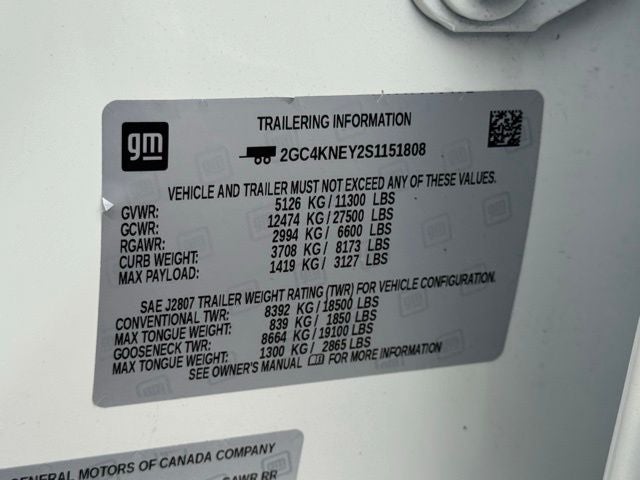 gm
TRAILERING INFORMATION
2GC4KNEY2S1151808
VEHICLE AND TRAILER MUST NOT EXCEED ANY OF THESE VALUES.
GVWR: 5126 KG/11300 LBS
GCWR: 12474 KG/27500 LBS
RGAWR: 2994 KG/ 6600 LBS
CURB WEIGHT: 3708 KG/ 8173 LBS
MAX PAYLOAD: 1419 KG/ 3127 LBS
SAE J2807 TRAILER WEIGHT RATING (TWR) FOR VEHICLE CONFIGURATION.
CONVENTIONAL TWR: 8392 KG/18500 LBS
MAX TONGUE WEIGHT: 839 KG/ 1850 LBS
GOOSENECK TWR: 8664 KG/19100 LBS
MAX TONGUE WEIGHT: 1300 KG/ 2865 LBS
SEE OWNER'S MANUAL FOR MORE INFORMATION
GENERAL MOTORS OF CANADA COMPANY
GAWR RR